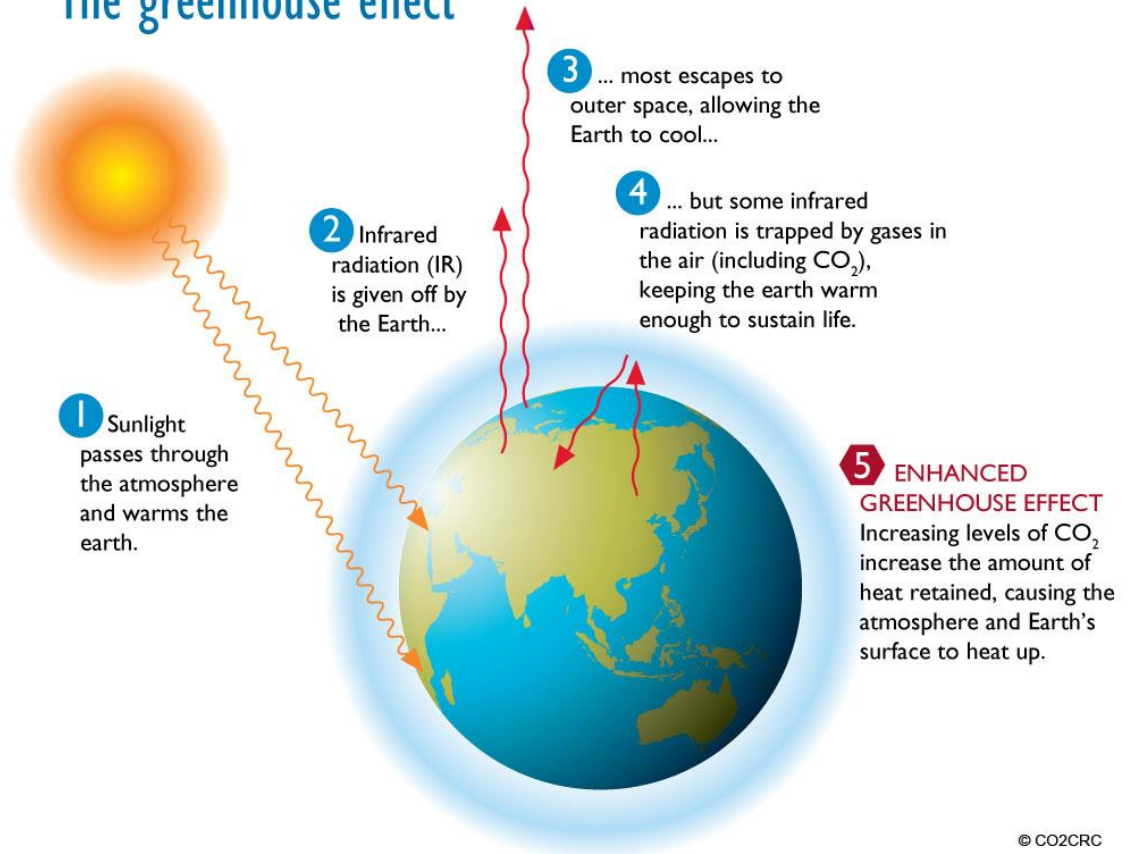 The greenhouse effect
1 Sunlight
passes through
the atmosphere
and warms the
earth.
2 Infrared
radiation (IR)
is given off by
the Earth...
3 ... most escapes to
outer space, allowing the
Earth to cool...
4 ... but some infrared
radiation is trapped by gases in
the air (including CO₂),
keeping the earth warm
enough to sustain life.
5 ENHANCED
GREENHOUSE EFFECT
Increasing levels of CO₂
increase the amount of
heat retained, causing the
atmosphere and Earth's
surface to heat up.
© CO2CRC